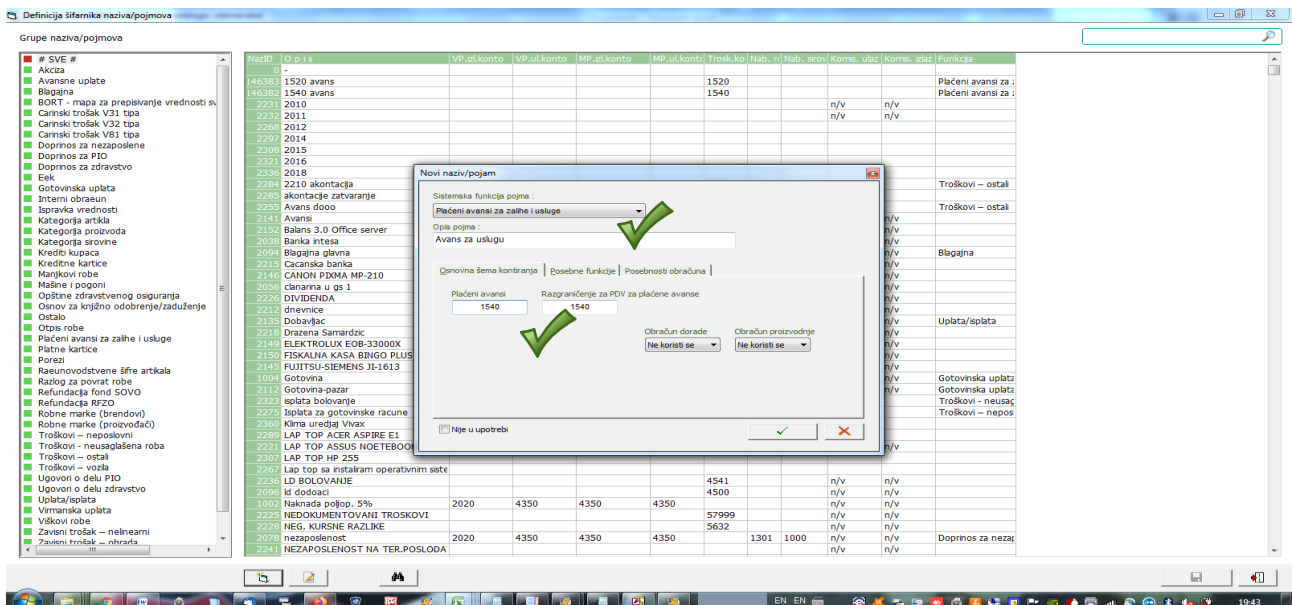 Definicija šifarnika naziva/pojmova
Grupe naziva/pojmova
# SVE #
Akciza
Avansne uplate
Blagajna
BORT - mapa za prepisivanje vrednosti sv
Carinski trošak V31 tipa
Carinski trošak V32 tipa
Carinski trošak V81 tipa
Doprinos za nezaposlene
Doprinos za PIO
Doprinos za zdravstvo
Eek
Gotovinska uplata
Interni obraeun
Ispravka vrednosti
Kategorija artikla
Kategorija proizvoda
Kategorija sirovine
Krediti kupaca
Kreditne kartice
Manjkovi robe
Mašine i pogoni
Opštine zdravstvenog osiguranja
Osnov za knjižno odobrenje/zaduženje
Ostalo
Otpis robe
Plaćeni avansi za zalihe i usluge
Platne kartice
Porezi
Raeunovodstvene šifre artikala
Razlog za povrat robe
Refundacija fond SOVO
Refundacija RFZO
Robne marke (brendovi)
Robne marke (proizvođači)
Troškovi – neposlovni
Troškovi - neusaglašena roba
Troškovi – ostali
Troškovi – vozila
Ugovori o delu PIO
Ugovori o delu zdravstvo
Uplata/isplata
Virmanska uplata
Viškovi robe
Zavisni trošak – nelinearni
Zavisni trošak – obrada
NazID O p i s VP.izl.konto VP.ul.konto MP.izl.konto MP.ul.konto Trosk.ko Nab. ro Nab. sirov Komis. ulaz Komis. izlaz Funkcija
0 -
146383 1520 avans 1520 Plaćeni avansi za z
146382 1540 avans 1540 Plaćeni avansi za z
2231 2010 n/v n/v
2232 2011 n/v n/v
2268 2012
2297 2014
2308 2015
2321 2016
2336 2018
2284 2210 akontacija Troškovi – ostali
2285 akontacije zatvaranje
2255 Avans dooo Troškovi – ostali
2141 Avansi n/v
2152 Balans 3.0 Office server n/v
2038 Banka intesa n/v
2094 Blagajna glavna n/v Blagajna
2215 Cacanska banka n/v
2146 CANON PIXMA MP-210 n/v
2056 clanarina u gs 1 n/v
2226 DIVIDENDA n/v
2212 dnevnice n/v
2135 Dobavljac n/v Uplata/isplata
2218 Drazena Samardzic n/v
2149 ELEKTROLUX EOB-33000X n/v
2150 FISKALNA KASA BINGO PLUS n/v
2145 FUJITSU-SIEMENS JI-1613 n/v
1004 Gotovina n/v Gotovinska uplata
2112 Gotovina-pazar n/v Gotovinska uplata
2323 isplata bolovanje Troškovi - neusag
2275 Isplata za gotovinske racune Troškovi – nepos
2360 Klima uredjaj Vivax
2289 LAP TOP ACER ASPIRE E1
2221 LAP TOP ASSUS NOETEBOOK n/v
2307 LAP TOP HP 255
2267 Lap top sa instaliram operativnim siste
2236 LD BOLOVANJE 4541 n/v n/v
2096 ld dodoaci 4500 n/v n/v
1002 Naknada poljop. 5% 2020 4350 4350 4350 n/v n/v
2225 NEDOKUMENTOVANI TROSKOVI 57999 n/v n/v
2228 NEG. KURSNE RAZLIKE 5632 n/v n/v
2078 nezaposlenost 2020 4350 4350 4350 1301 1000 n/v n/v Doprinos za nezap
2241 NEZAPOSLENOST NA TER.POSLODA n/v n/v
Novi naziv/pojam
Sistemska funkcija pojma :
Plaćeni avansi za zalihe i usluge
Opis pojma :
Avans za uslugu
Osnovna šema kontiranja Posebne funkcije Posebnosti obračuna
Plaćeni avansi Razgraničenje za PDV za plaćene avanse
1540 1540
Obračun dorade Obračun proizvodnje
Ne koristi se Ne koristi se
Nije u upotrebi
EN EN 19:43